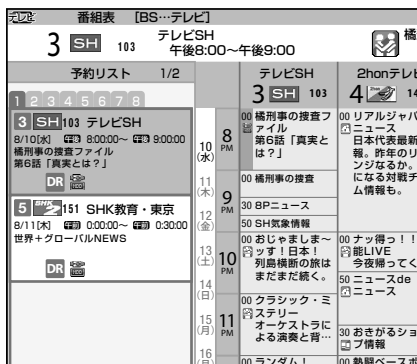 テレビ 番組表 [BS…テレビ]
3 SH 103 テレビSH
午後8:00～午後9:00
橘
予約リスト 1/2
1 2 3 4 5 6 7 8
3 SH 103 テレビSH
8/10[水] 午後 8:00:00～ 午後 9:00:00
橘刑事の捜査ファイル
第6話「真実とは？」
DR
5 SHK2 151 SHK教育・東京
8/11[木] 午前 0:00:00～ 午前 0:30:00
世界＋グローバルNEWS
DR
10
(水)
11
(木)
12
(金)
13
(土)
14
(日)
15
(月)
16
8
PM
9
PM
10
PM
11
PM
テレビSH
3 SH 103
00 橘刑事の捜査フ
ァイル
第6話「真実と
は？」
00 橘刑事の捜査
30 8Pニュース
50 SH気象情報
00 おじゃましま～
ッす！日本！
列島横断の旅は
まだまだ続く。
00 クラシック・ミ
ステリー
オーケストラに
よる演奏と背…
00 ランダム！
2honテレビ
4 14
00 リアルジャパ
ニュース
日本代表最新
報。昨年のリ
ンジなるか。
になる対戦チ
ム情報も。
00 ナッ得っ！！
能LIVE
今夜帰ってく
50 ニュースde
ニュース
30 おきがるショ
プ情報
00 熱闘ベースボ